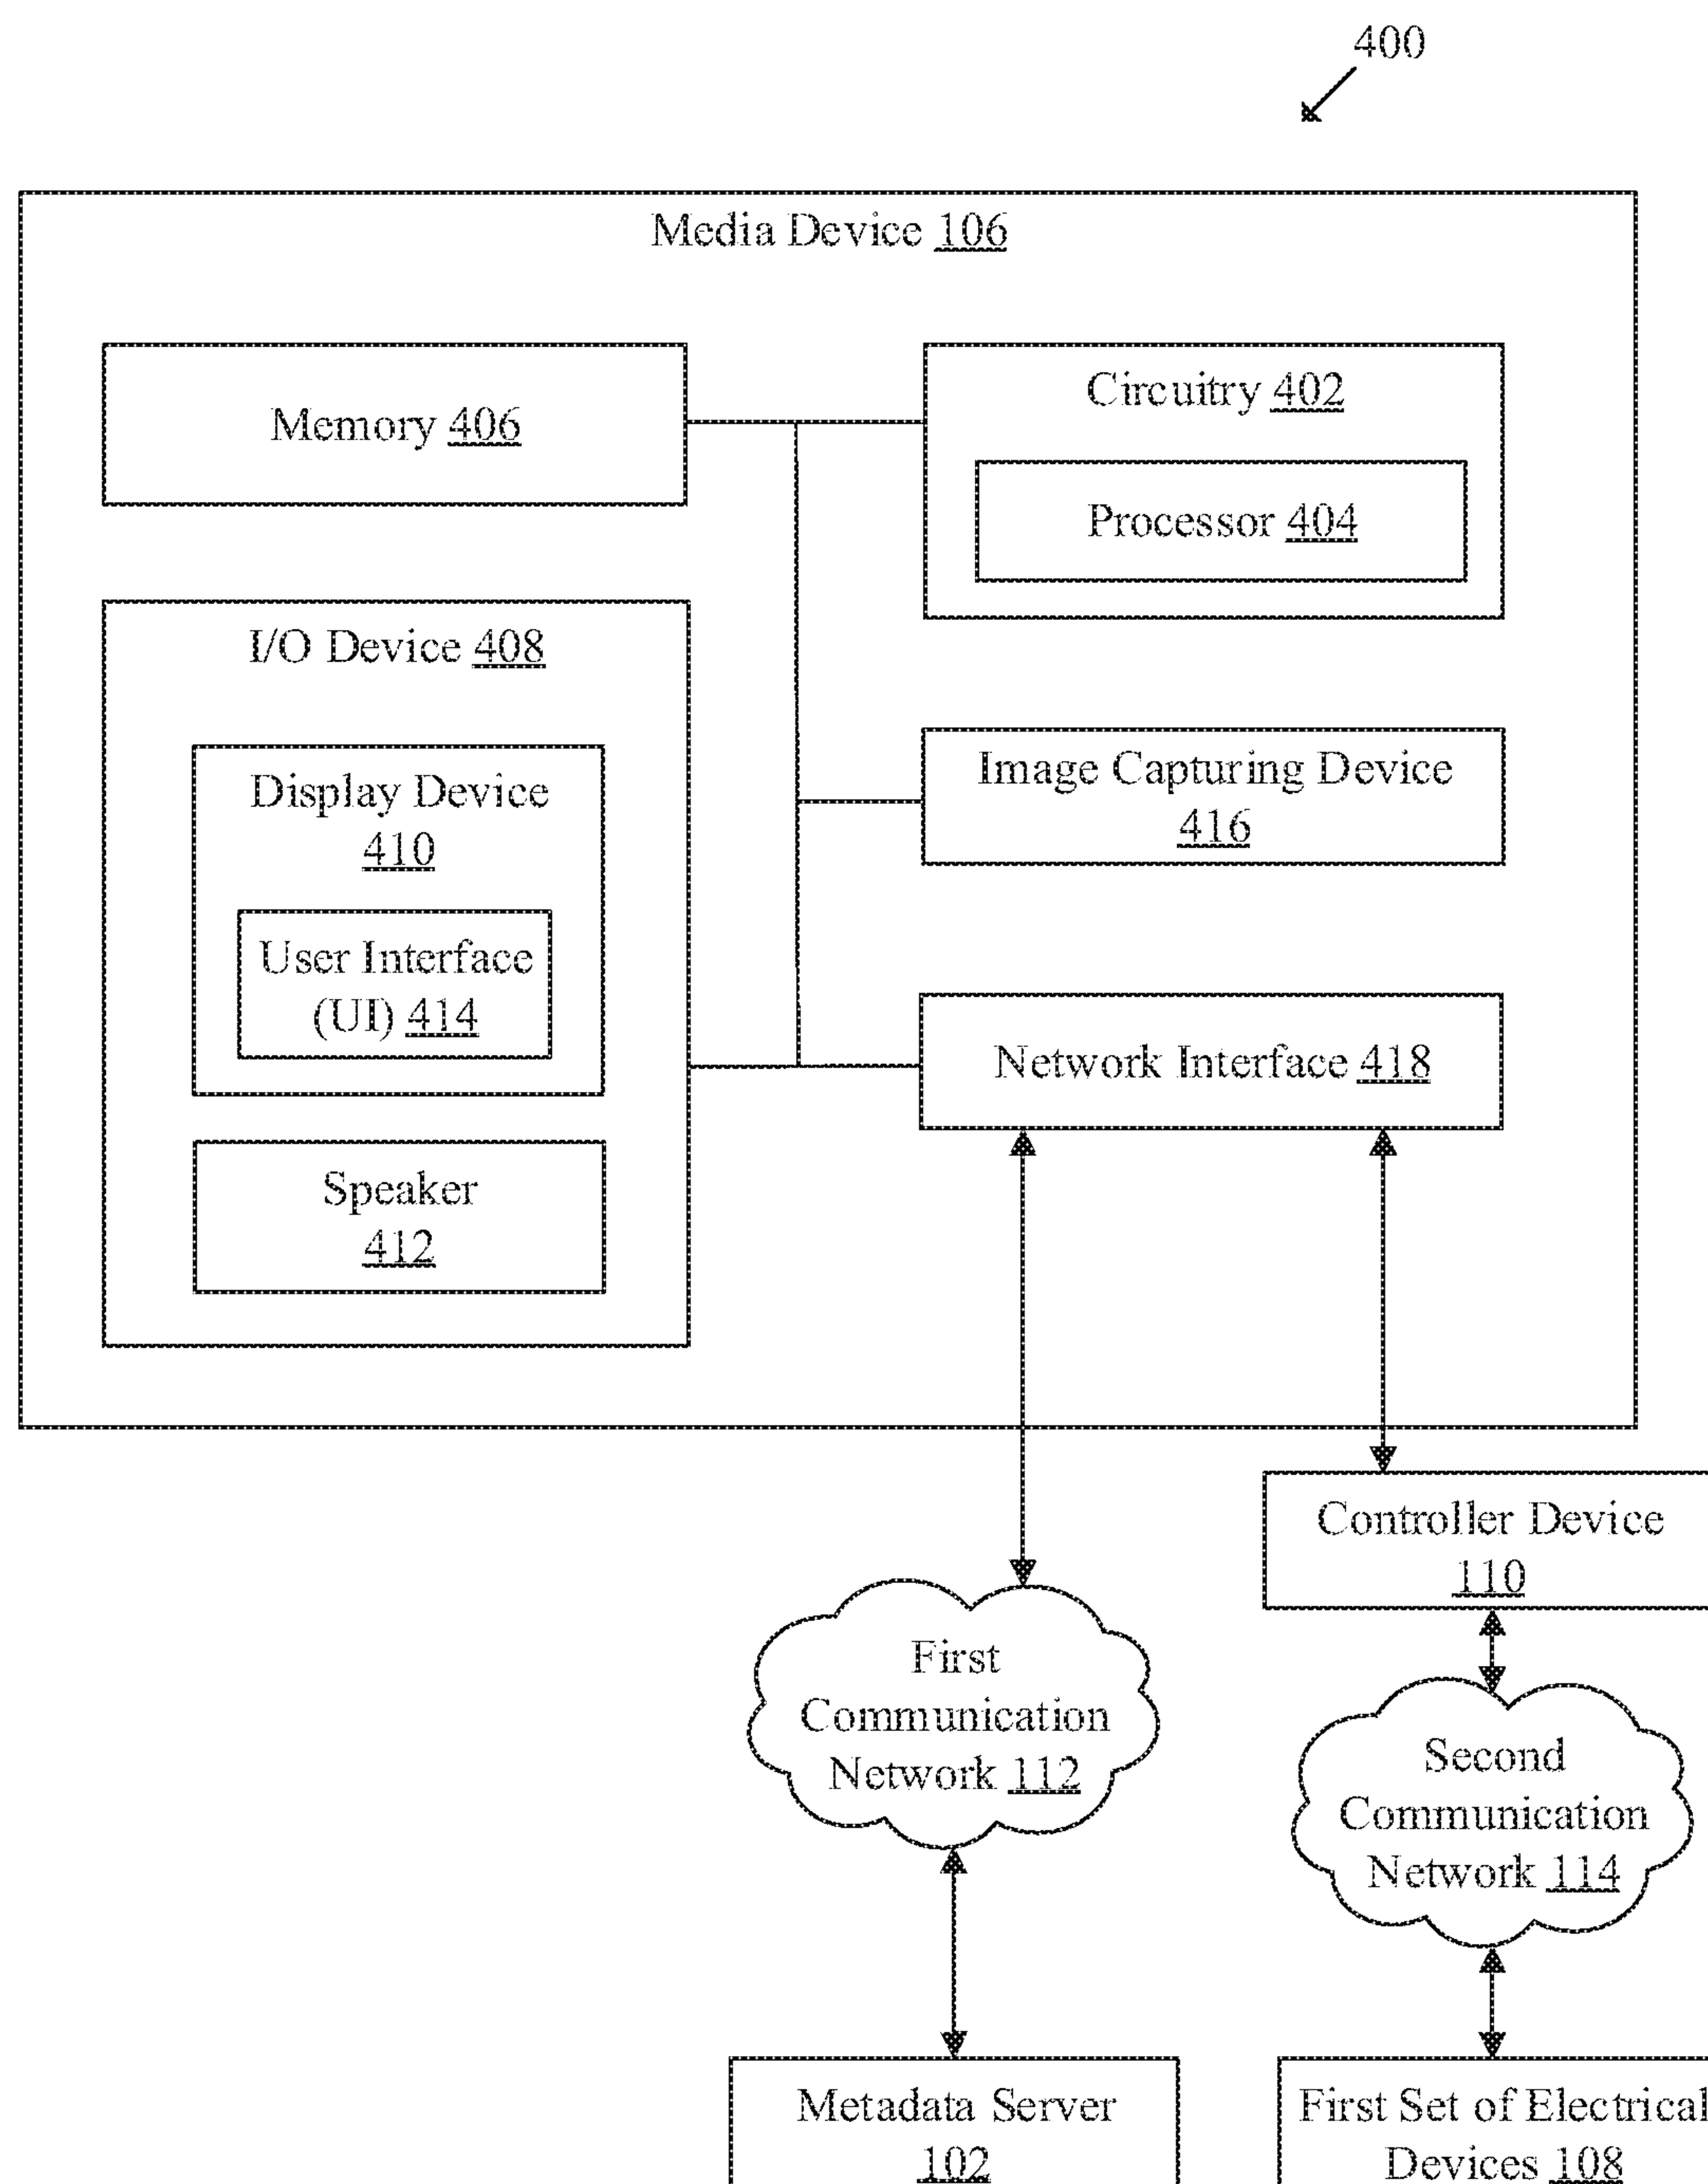 400
Media Device 106
Memory 406
Circuitry 402
Processor 404
I/O Device 408
Display Device
410
User Interface
(UI) 414
Speaker
412
Image Capturing Device
416
Network Interface 418
Controller Device
110
First
Communication
Network 112
Second
Communication
Network 114
Metadata Server
102
First Set of Electrical
Devices 108